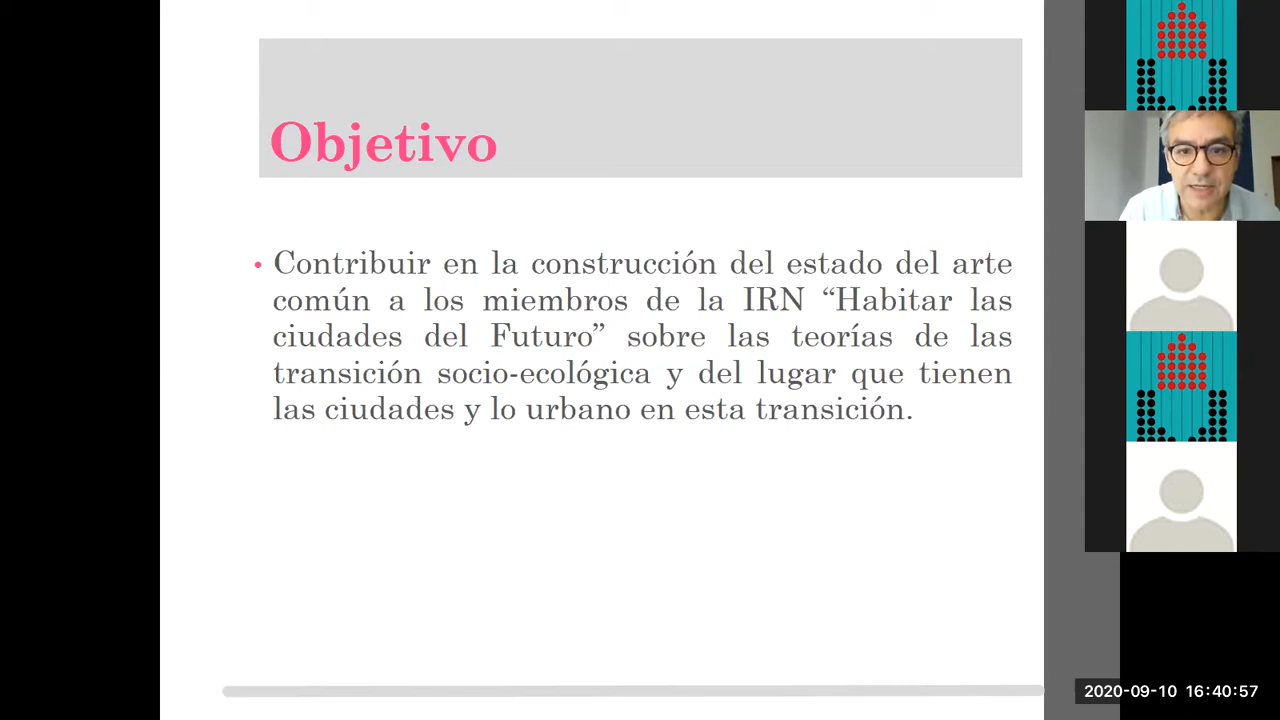 Objetivo
• Contribuir en la construcción del estado del arte
común a los miembros de la IRN “Habitar las
ciudades del Futuro” sobre las teorías de las
transición socio-ecológica y del lugar que tienen
las ciudades y lo urbano en esta transición.
2020-09-10 16:40:57